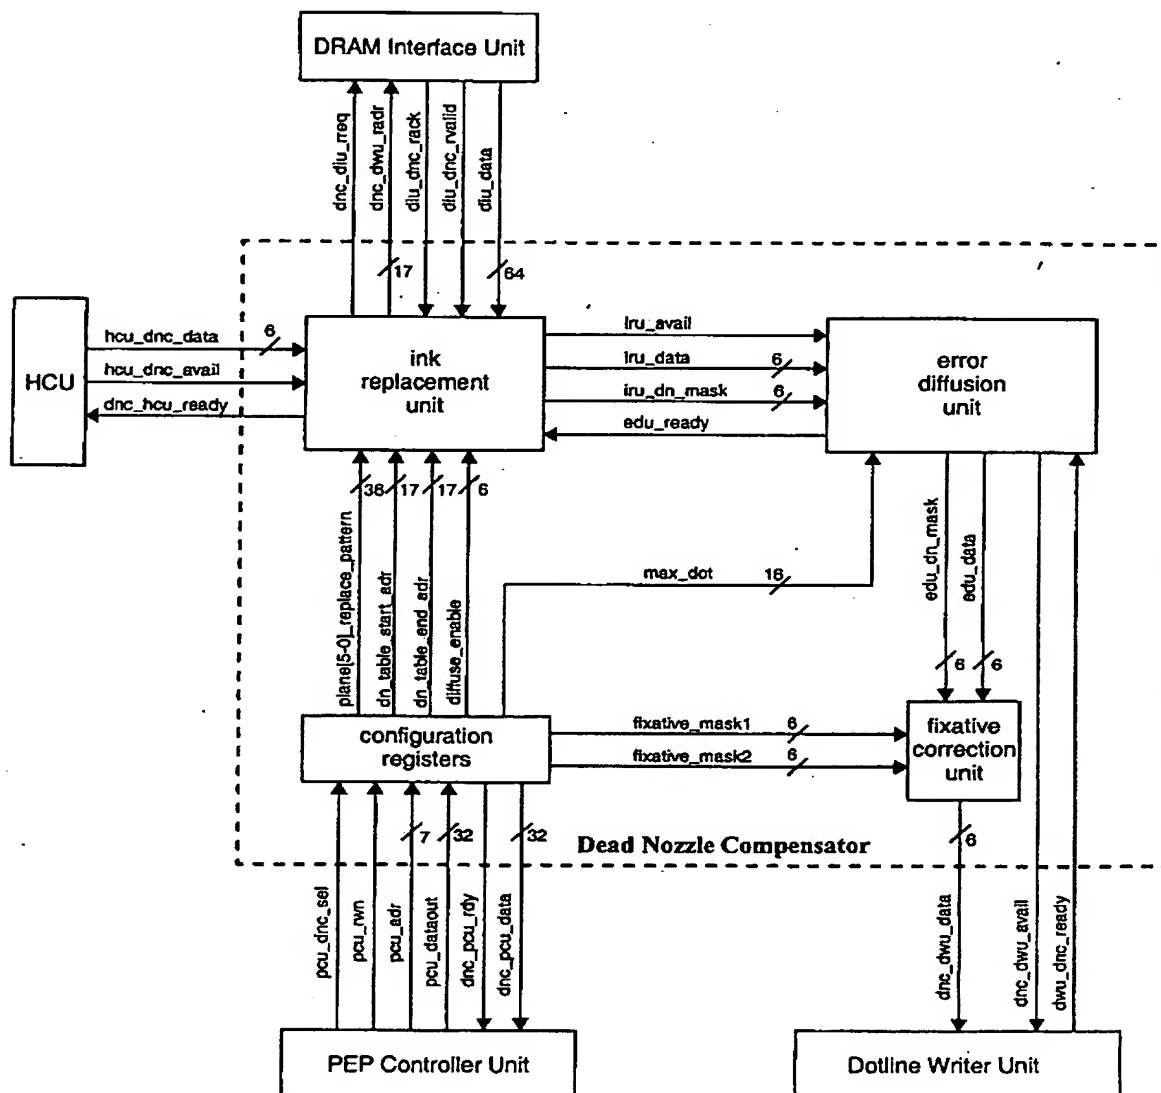 DRAM Interface Unit
dnc_diu_rreq
dnc_dwu_radr
diu_dnc_rack
diu_dnc_rvalid
diu_data
17
64
HCU
hcu_dnc_data
6
hcu_dnc_avail
dnc_hcu_ready
ink
replacement
unit
iru_avail
iru_data
6
iru_dn_mask
6
edu_ready
error
diffusion
unit
36
17
17
6
plane[5-0]_replace_pattern
dn_table_start_adr
dn_table_end_adr
diffuse_enable
max_dot
16
edu_dn_mask
edu_data
6
6
configuration
registers
fixative_mask1
6
fixative_mask2
6
fixative
correction
unit
7
32
32
6
Dead Nozzle Compensator
pcu_dnc_sel
pcu_rwn
pcu_adr
pcu_dataout
dnc_pcu_rdy
dnc_pcu_data
dnc_dwu_data
dnc_dwu_avail
dwu_dnc_ready
PEP Controller Unit
Dotline Writer Unit